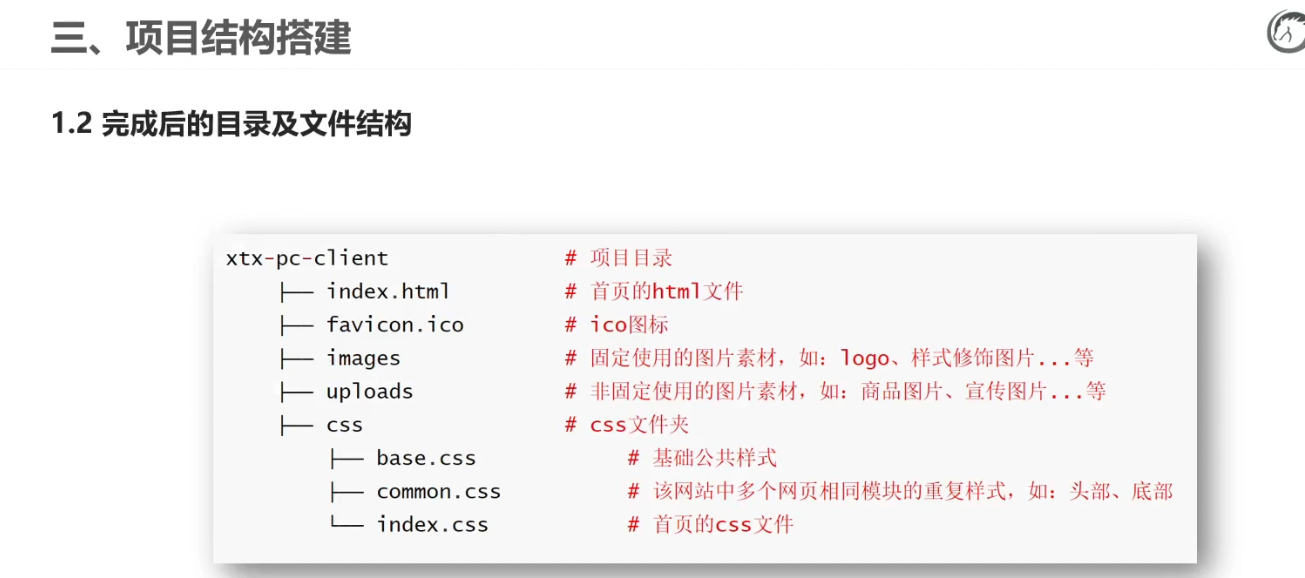 三、项目结构搭建
1.2 完成后的目录及文件结构
xtx-pc-client # 项目目录
├── index.html # 首页的html文件
├── favicon.ico # ico图标
├── images # 固定使用的图片素材，如：logo、样式修饰图片...等
├── uploads # 非固定使用的图片素材，如：商品图片、宣传图片...等
├── css # css文件夹
├── base.css # 基础公共样式
├── common.css # 该网站中多个网页相同模块的重复样式，如：头部、底部
└── index.css # 首页的css文件